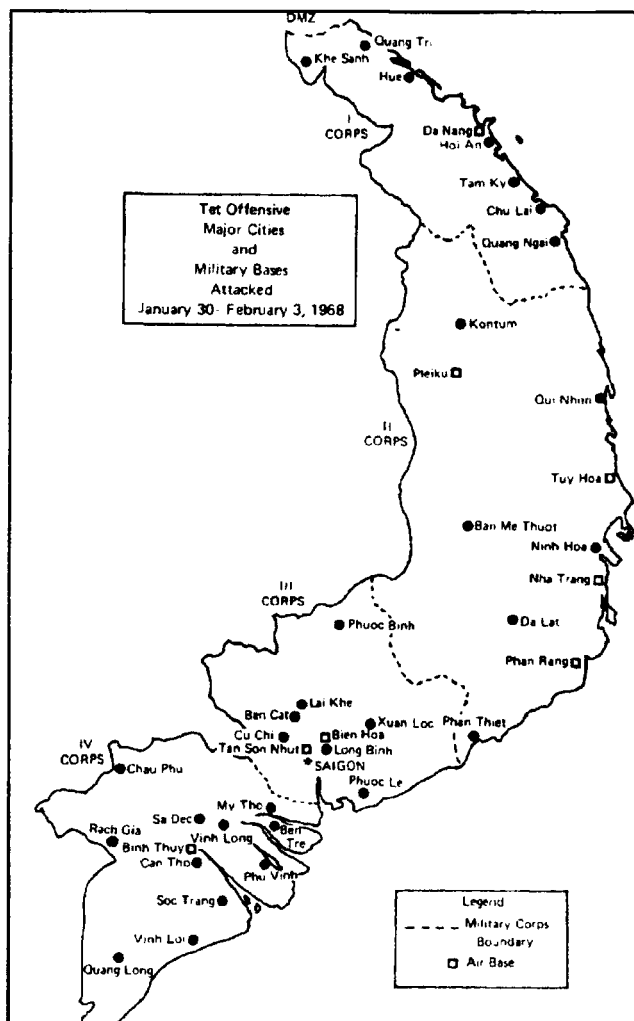 DMZ
Quang Tri
Khe Sanh
Hue
I
CORPS
Da Nang
Hoi An
Tam Ky
Chu Lai
Quang Ngai
Tet Offensive
Major Cities
and
Military Bases
Attacked
January 30- February 3, 1968
Kontum
Pleiku
Qui Nhon
II
CORPS
Tuy Hoa
Ban Me Thuot
Ninh Hoa
Nha Trang
III
CORPS
Phuoc Binh
Da Lat
Phan Rang
Lai Khe
Ben Cat
Xuan Loc
Phan Thiet
Cu Chi
Bien Hoa
Tan Son Nhut
Long Binh
SAIGON
IV
CORPS
Chau Phu
Phuoc Le
My Tho
Sa Dec
Rach Gia
Vinh Long
Ben
Tre
Binh Thuy
Can Tho
Phu Vinh
Soc Trang
Vinh Loi
Quang Long
Legend
Military Corps
Boundary
Air Base